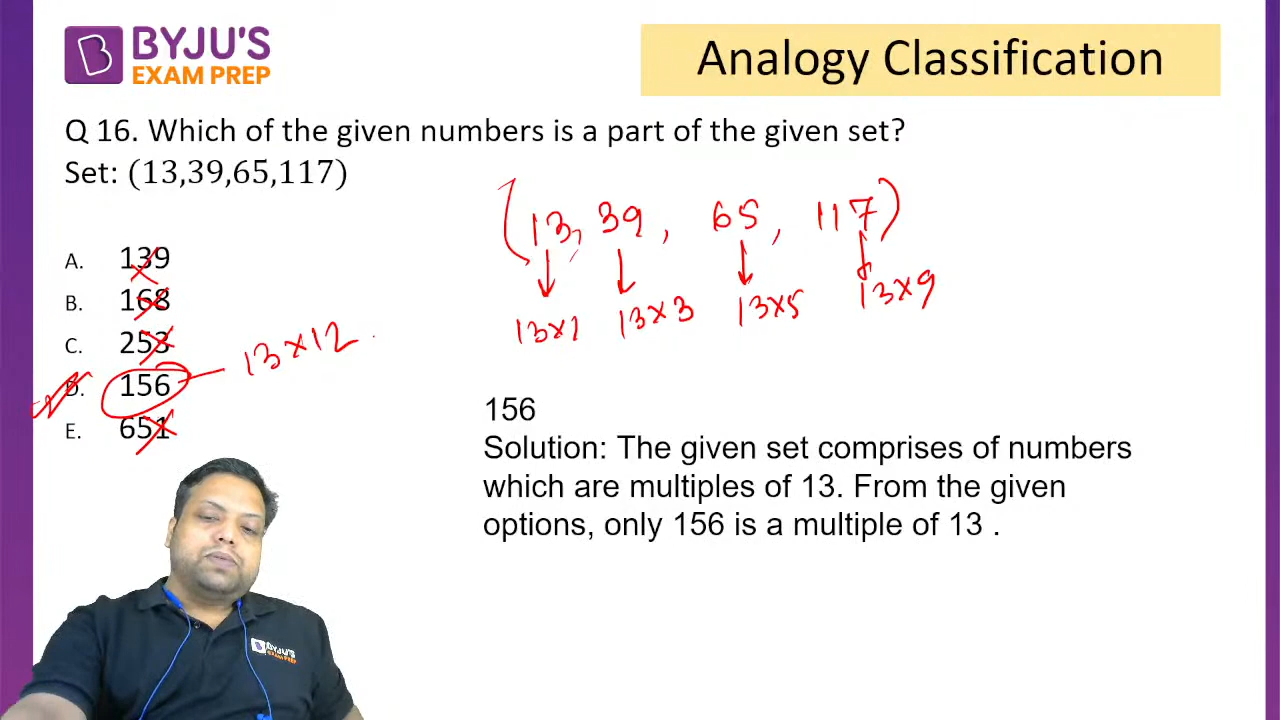 BYJU'S
EXAM PREP
Analogy Classification
Q 16. Which of the given numbers is a part of the given set?
Set: (13,39,65,117)
(13, 39, 65, 117)
13×1 13×3 13×5 13×9
A. 139
B. 168
C. 253
D. 156 13×12
E. 651
156
Solution: The given set comprises of numbers
which are multiples of 13. From the given
options, only 156 is a multiple of 13 .
BYJU'S
EXAM PREP